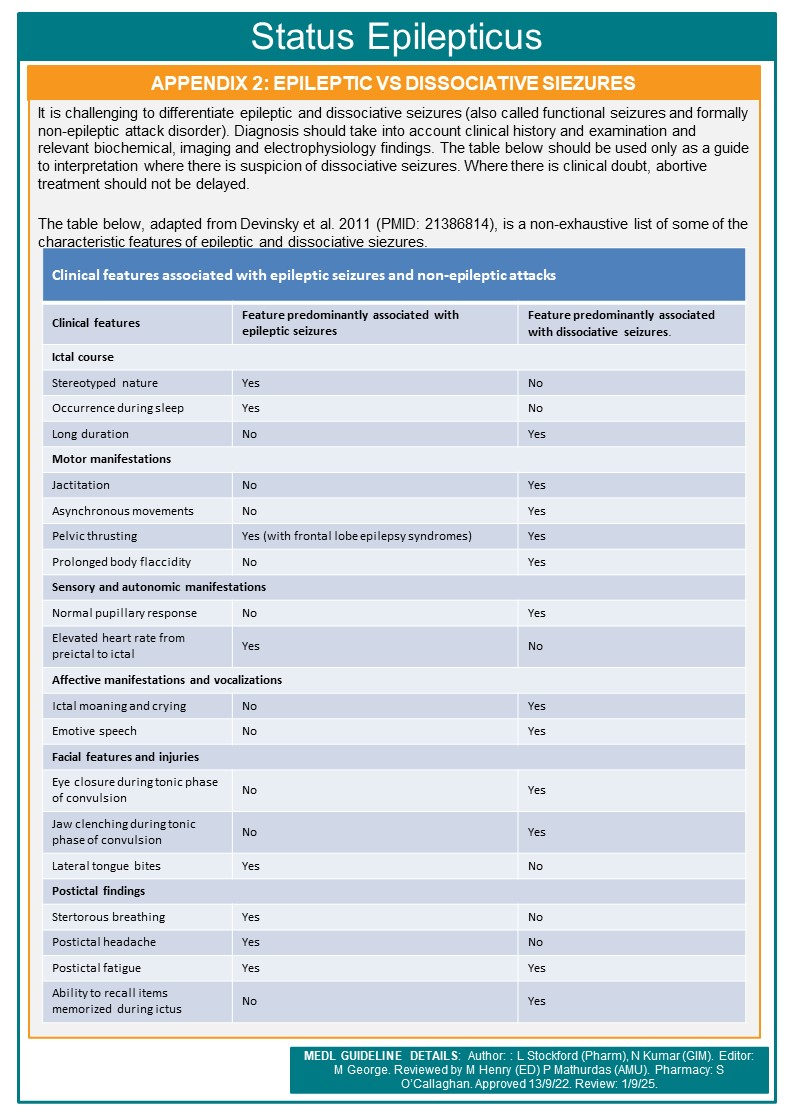 Status Epilepticus
APPENDIX 2: EPILEPTIC VS DISSOCIATIVE SIEZURES
It is challenging to differentiate epileptic and dissociative seizures (also called functional seizures and formally
non-epileptic attack disorder). Diagnosis should take into account clinical history and examination and
relevant biochemical, imaging and electrophysiology findings. The table below should be used only as a guide
to interpretation where there is suspicion of dissociative seizures. Where there is clinical doubt, abortive
treatment should not be delayed.
The table below, adapted from Devinsky et al. 2011 (PMID: 21386814), is a non-exhaustive list of some of the
characteristic features of epileptic and dissociative siezures.
Clinical features associated with epileptic seizures and non-epileptic attacks
Clinical features
Feature predominantly associated with
epileptic seizures
Feature predominantly associated
with dissociative seizures.
Ictal course
Stereotyped nature Yes No
Occurrence during sleep Yes No
Long duration No Yes
Motor manifestations
Jactitation No Yes
Asynchronous movements No Yes
Pelvic thrusting Yes (with frontal lobe epilepsy syndromes) Yes
Prolonged body flaccidity No Yes
Sensory and autonomic manifestations
Normal pupillary response No Yes
Elevated heart rate from
preictal to ictal
Yes No
Affective manifestations and vocalizations
Ictal moaning and crying No Yes
Emotive speech No Yes
Facial features and injuries
Eye closure during tonic phase
of convulsion
No Yes
Jaw clenching during tonic
phase of convulsion
No Yes
Lateral tongue bites Yes No
Postictal findings
Stertorous breathing Yes No
Postictal headache Yes No
Postictal fatigue Yes Yes
Ability to recall items
memorized during ictus
No Yes
MEDL GUIDELINE DETAILS: Author: : L Stockford (Pharm), N Kumar (GIM). Editor:
M George. Reviewed by M Henry (ED) P Mathurdas (AMU). Pharmacy: S
O'Callaghan. Approved 13/9/22. Review: 1/9/25.